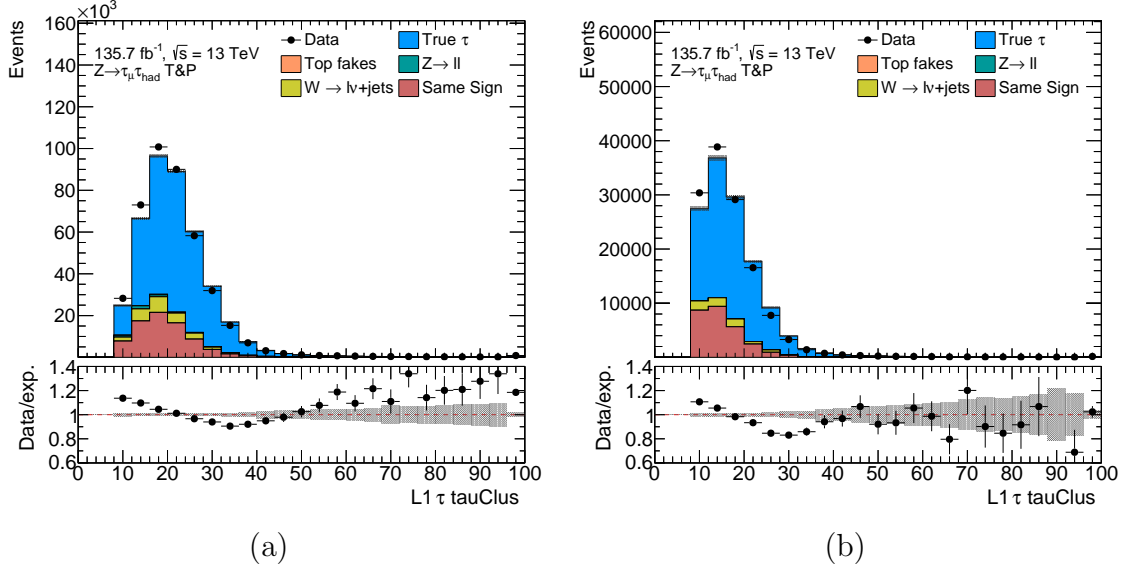 Events
160
×10³
140
120
100
80
60
40
20
135.7 fb⁻¹, √s = 13 TeV
Z→τμτhad T&P
Data
True τ
Top fakes
Z→ ll
W → lν+jets
Same Sign
Data/exp.
1.4
1.2
1
0.8
0.6
0 10 20 30 40 50 60 70 80 90 100
L1 τ tauClus
(a)
Events
60000
50000
40000
30000
20000
10000
135.7 fb⁻¹, √s = 13 TeV
Z→τμτhad T&P
Data
True τ
Top fakes
Z→ ll
W → lν+jets
Same Sign
Data/exp.
1.4
1.2
1
0.8
0.6
0 10 20 30 40 50 60 70 80 90 100
L1 τ tauClus
(b)